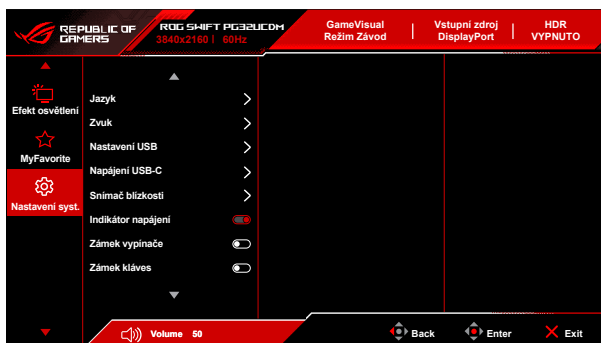 REPUBLIC OF
GAMERS
ROG SWIFT PG32UCDM
3840x2160 | 60Hz
GameVisual
Režim Závod
Vstupní zdroj
DisplayPort
HDR
VYPNUTO
Efekt osvětlení
MyFavorite
Nastavení syst.
Jazyk
Zvuk
Nastavení USB
Napájení USB-C
Snímač blízkosti
Indikátor napájení
Zámek vypínače
Zámek kláves
Volume 50
Back
Enter
Exit